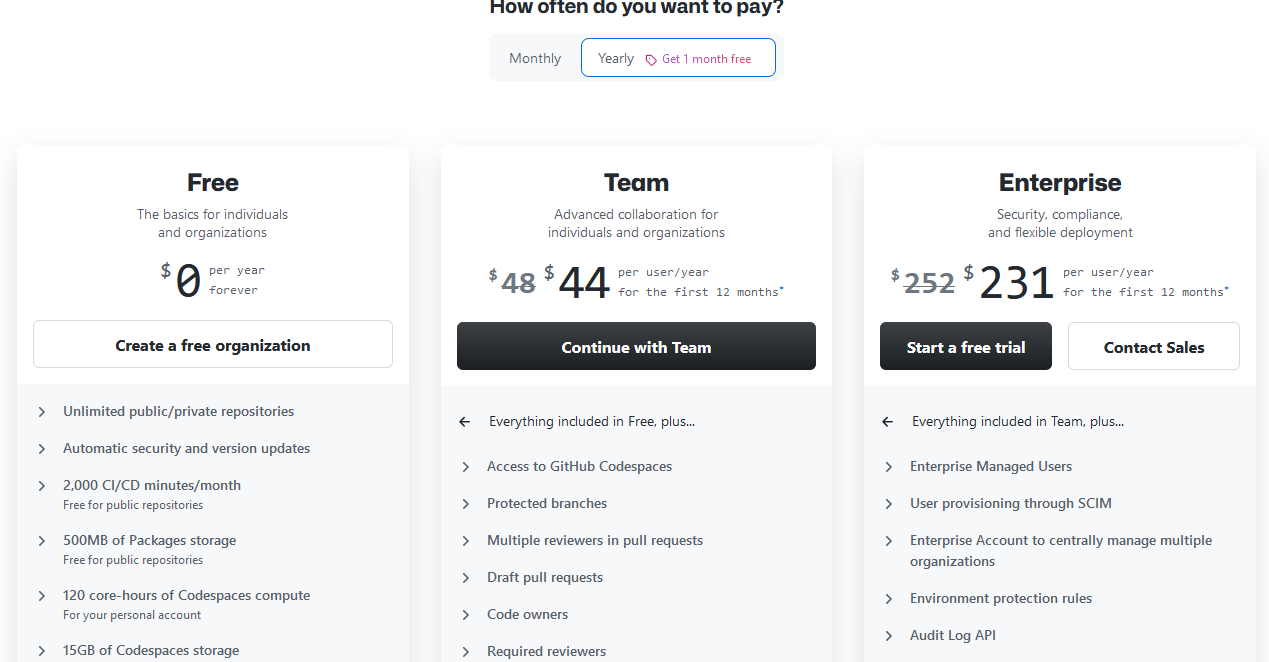 How often do you want to pay?
Monthly
Yearly Get 1 month free
Free
The basics for individuals
and organizations
$0 per year
forever
Create a free organization
Unlimited public/private repositories
Automatic security and version updates
2,000 CI/CD minutes/month
Free for public repositories
500MB of Packages storage
Free for public repositories
120 core-hours of Codespaces compute
For your personal account
15GB of Codespaces storage
Team
Advanced collaboration for
individuals and organizations
$48 $44 per user/year
for the first 12 months*
Continue with Team
Everything included in Free, plus...
Access to GitHub Codespaces
Protected branches
Multiple reviewers in pull requests
Draft pull requests
Code owners
Required reviewers
Enterprise
Security, compliance,
and flexible deployment
$252 $231 per user/year
for the first 12 months*
Start a free trial
Contact Sales
Everything included in Team, plus...
Enterprise Managed Users
User provisioning through SCIM
Enterprise Account to centrally manage multiple
organizations
Environment protection rules
Audit Log API